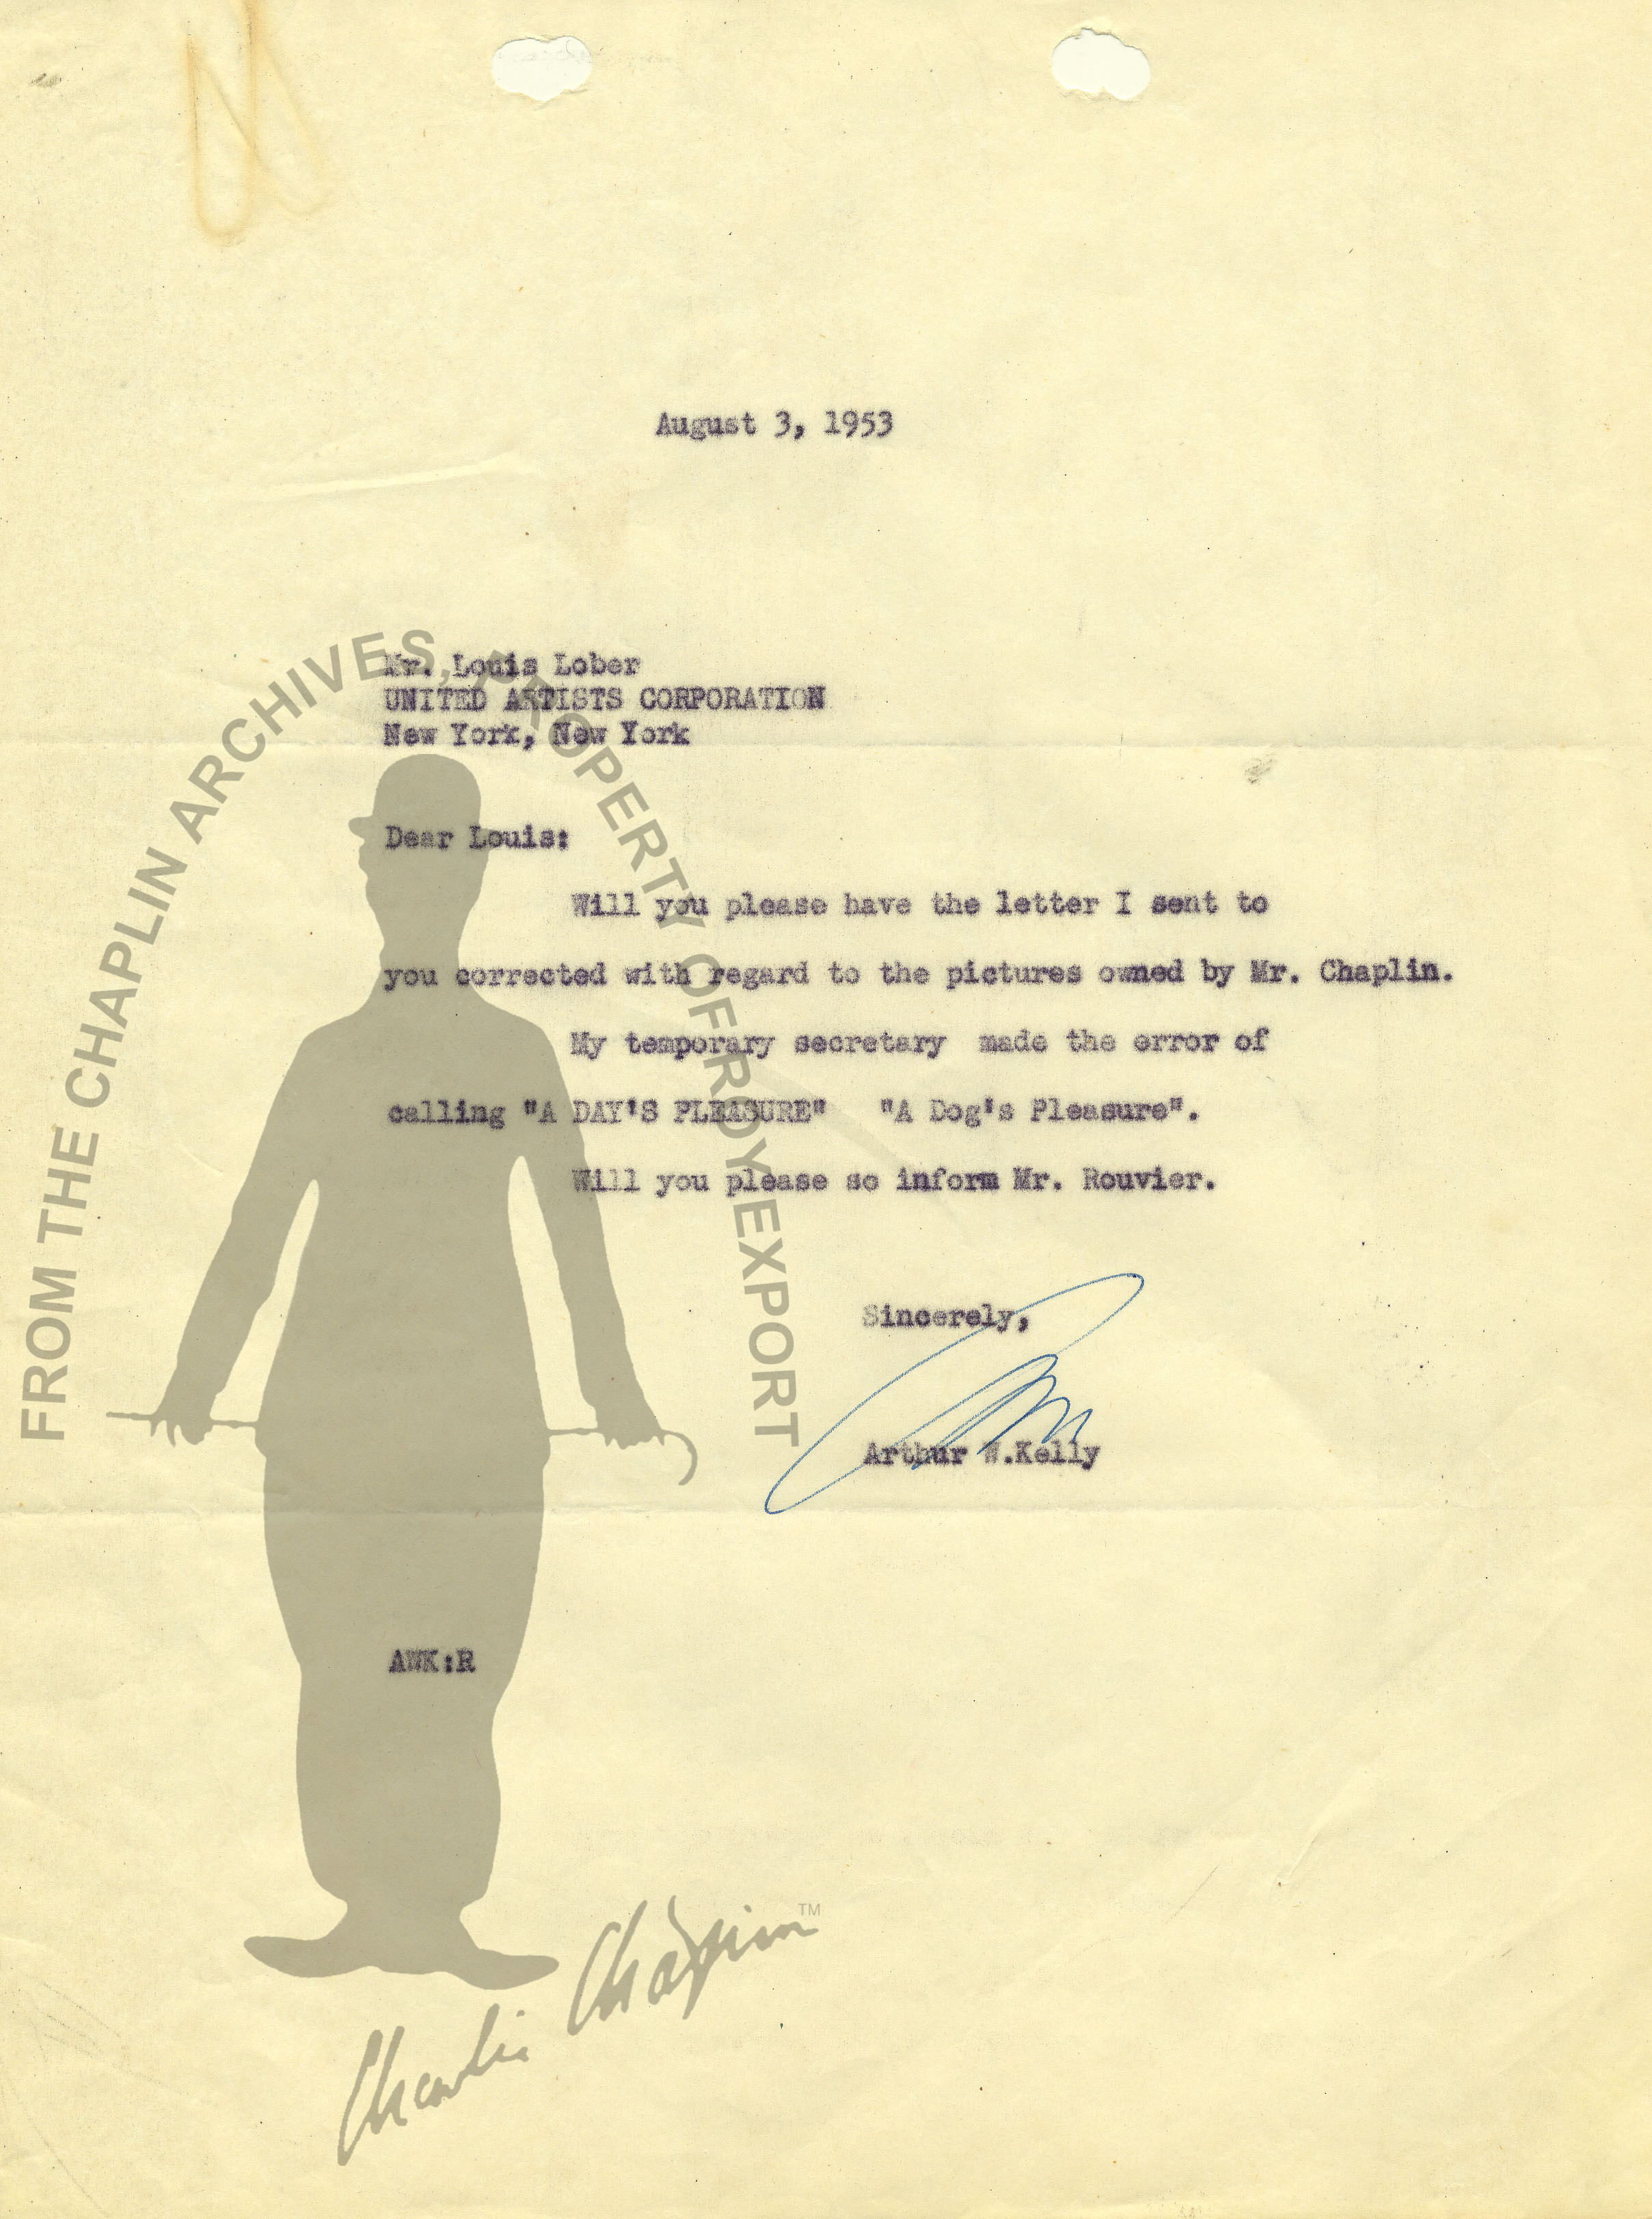 August 3, 1953
Mr. Louis Lober
UNITED ARTISTS CORPORATION
New York, New York
Dear Louis:
Will you please have the letter I sent to
you corrected with regard to the pictures owned by Mr. Chaplin.
My temporary secretary made the error of
calling "A DAY'S PLEASURE" "A Dog's Pleasure".
Will you please so inform Mr. Rouvier.
Sincerely,
Arthur W.Kelly
AWK:R
FROM THE CHAPLIN ARCHIVES, PROPERTY OF ROY EXPORT
Charlie Chaplin™